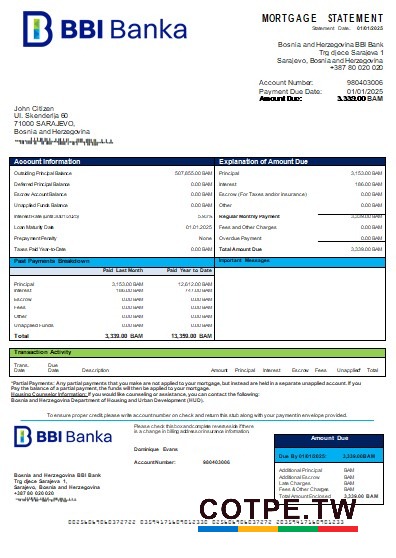 BBI Banka
MORTGAGE STATEMENT
Statement Date: 01/01/2025
Bosnia and Herzegovina BBI Bank
Trg djece Sarajeva 1
Sarajevo, Bosnia and Herzegovina
+387 80 020 020
Account Number: 980403006
Payment Due Date: 01/01/2025
Amount Due: 3,339.00 BAM
John Citizen
Ul. Skenderija 60
71000 SARAJEVO,
Bosnia and Herzegovina
Account Information
Outstding Principal Balance 507,855.00 BAM
Deferred Principal Balance 0.00 BAM
Escrow Account Balance 0.00 BAM
Unapplied Funds Balance 0.00 BAM
Loan Maturity Date 01.01.2025
Prepayment Penalty None
Taxes Paid Year-to-Date 0.00 BAM
Explanation of Amount Due
Principal 3,153.00 BAM
Interest 186.00 BAM
Escrow (For Taxes and/or Insurance) 0.00 BAM
Regular Monthly Payment 3,339.00 BAM
Fees and Other Charges 0.00 BAM
Overdue Payment 0.00 BAM
Total Amount Due 3,339.00 BAM
Past Payments Breakdown
Important Messages
Paid Last Month Paid Year to Date
Principal 3,153.00 BAM 12,612.00 BAM
Interest 186.00 BAM 747.00 BAM
Escrow 0.00 BAM 0.00 BAM
Fees 0.00 BAM 0.00 BAM
Other 0.00 BAM 0.00 BAM
Unapplied Funds 0.00 BAM 0.00 BAM
Total 3,339.00 BAM 13,359.00 BAM
Transaction Activity
Trans. Date Due Date Description Amount Principal Interest Escrow Fees Unapplied Total
*Partial Payments: Any partial payments that you make are not applied to your mortgage, but instead are held in a separate unapplied account. If you
Pay the balance of a partial payment, the funds will then be applied to your mortgage.
Housing Counselor Information: If you would like counseling or assistance, you can contact the following:
Bosnia and Herzegovina Department of Housing and Urban Development (HUD).
To ensure proper credit please write account number on check and return this stub along with your payment in envelope provided.
BBI Banka
Please check this box and complete reverse side if there
is a change in billing address or insurance information.
Dominique Evans
Account Number: 980403006
Bosnia and Herzegovina BBI Bank
Trg djece Sarajeva 1,
Sarajevo, Bosnia and Herzegovina
+387 80 020 020
Amount Due
Due By 01/01/2025: 3,339.00 BAM
Additional Principal BAM
Additional Escrow BAM
Late Charges BAM
Other & Charges BAM
Total Amount Enclosed 3,339.00 BAM
COTPE.TW